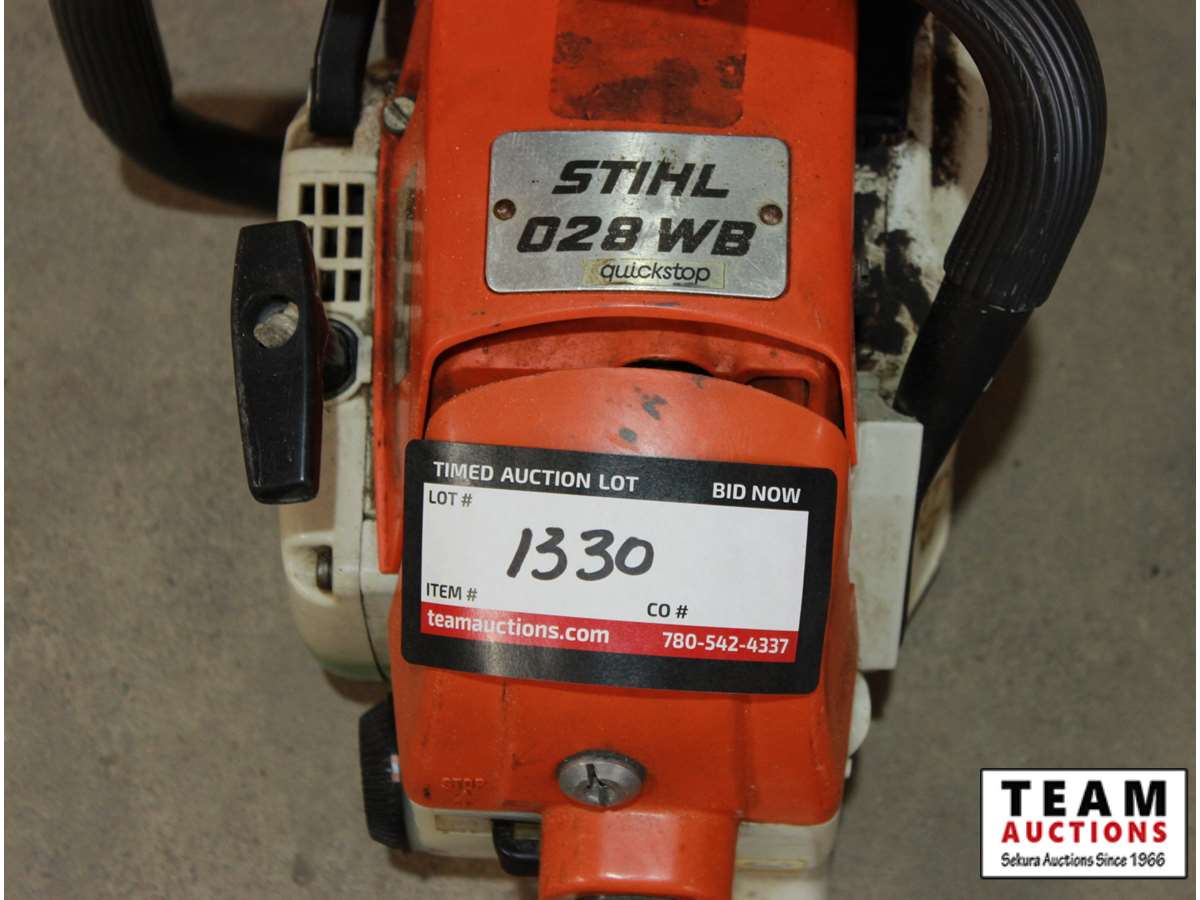 STIHL
028 WB
quickstop
TIMED AUCTION LOT BID NOW
LOT #
1330
ITEM # CO #
teamauctions.com 780-542-4337
STOP
TEAM
AUCTIONS
Sekura Auctions Since 1966